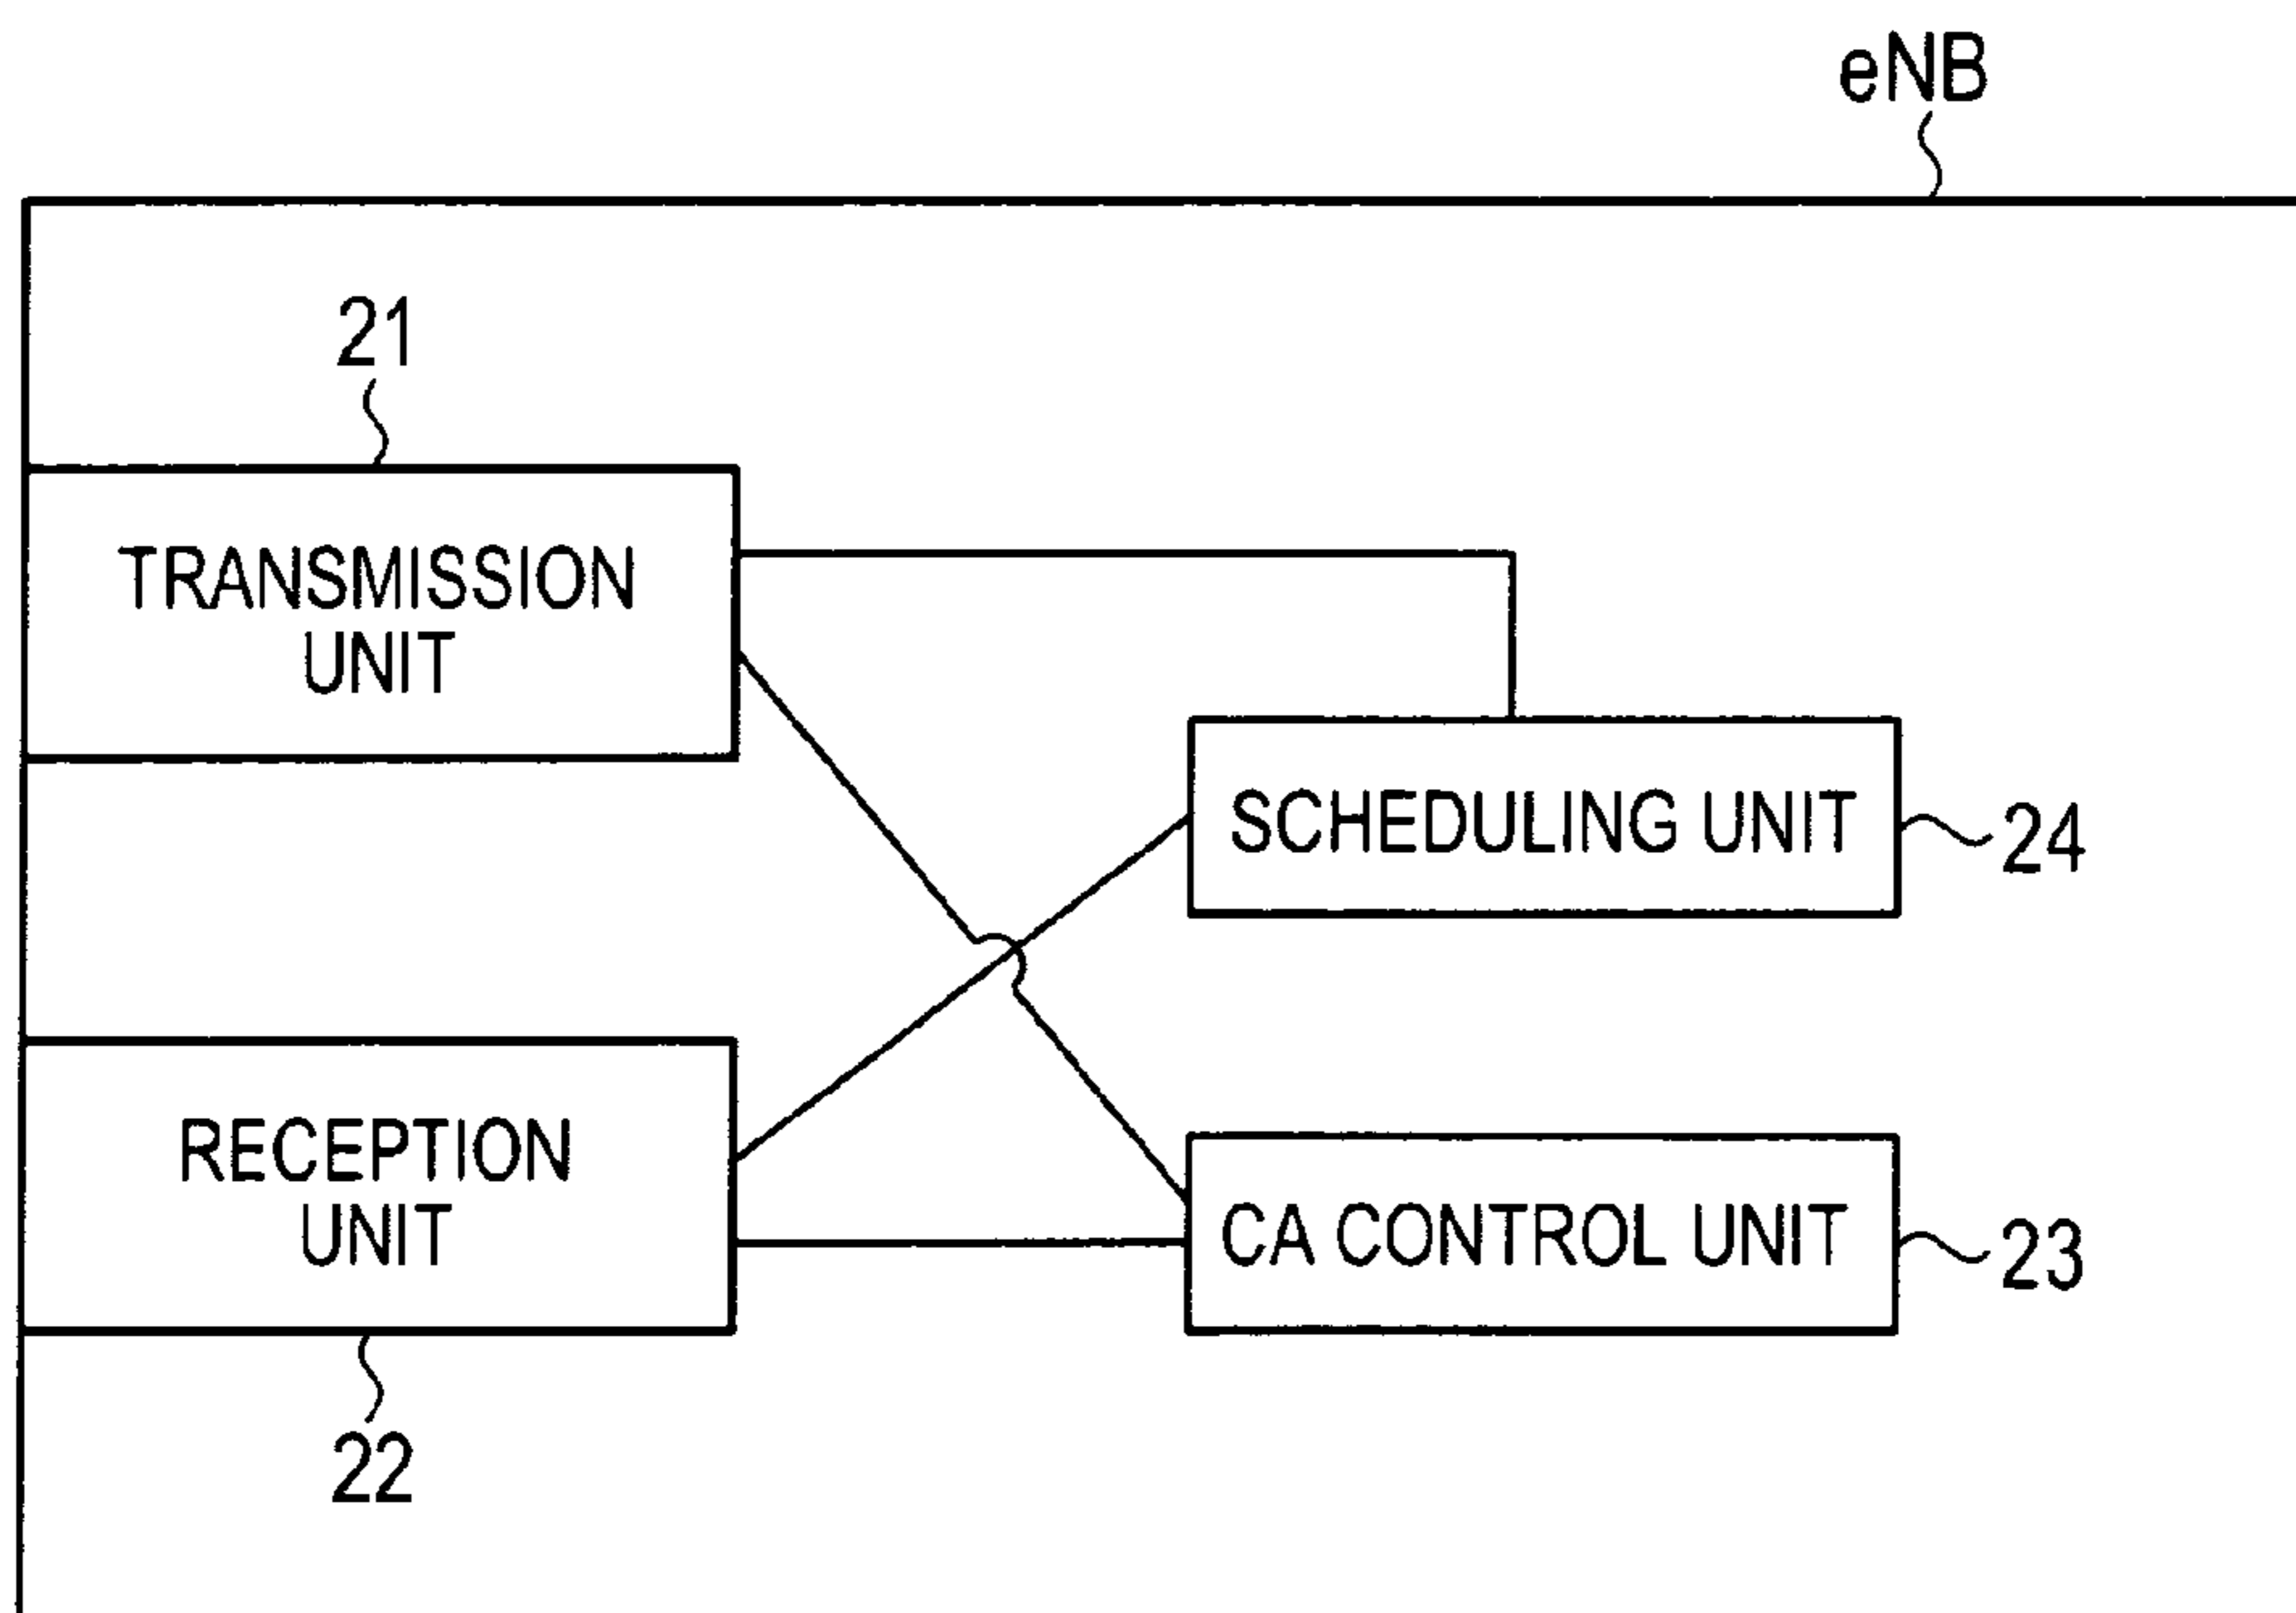 eNB
21
TRANSMISSION
UNIT
SCHEDULING UNIT
24
RECEPTION
UNIT
CA CONTROL UNIT
23
22